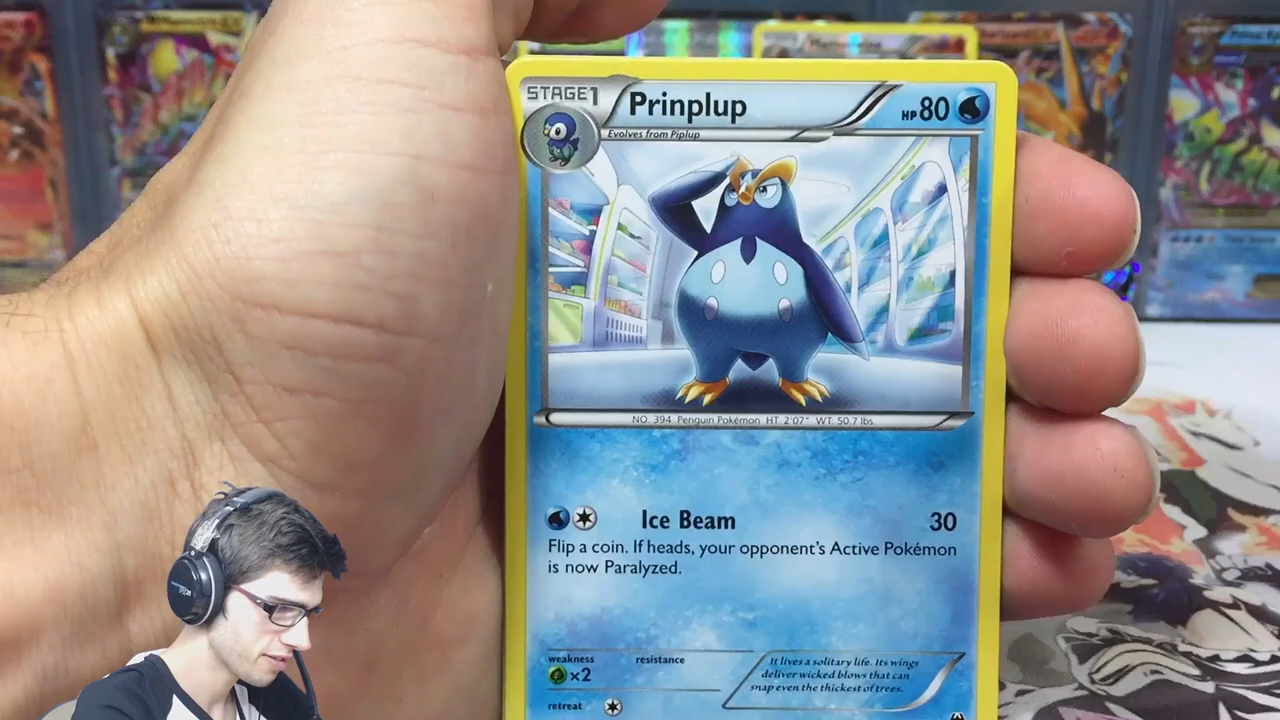 STAGE1
Prinplup
HP80
Evolves from Piplup
NO. 394 Penguin Pokémon HT. 2'07" WT. 50.7 lbs.
Ice Beam 30
Flip a coin. If heads, your opponent's Active Pokémon
is now Paralyzed.
weakness resistance
×2
It lives a solitary life. Its wings
deliver wicked blows that can
snap even the thickest of trees.
retreat